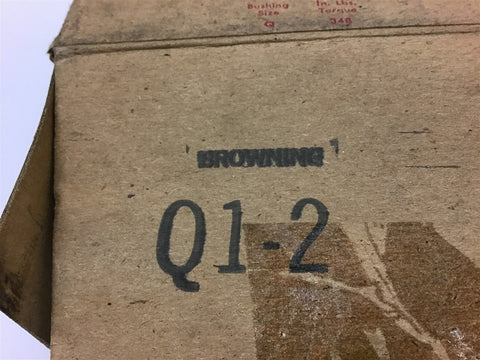 Bushing In. Lbs.
Size Torque
Q 348
BROWNING
Q1-2